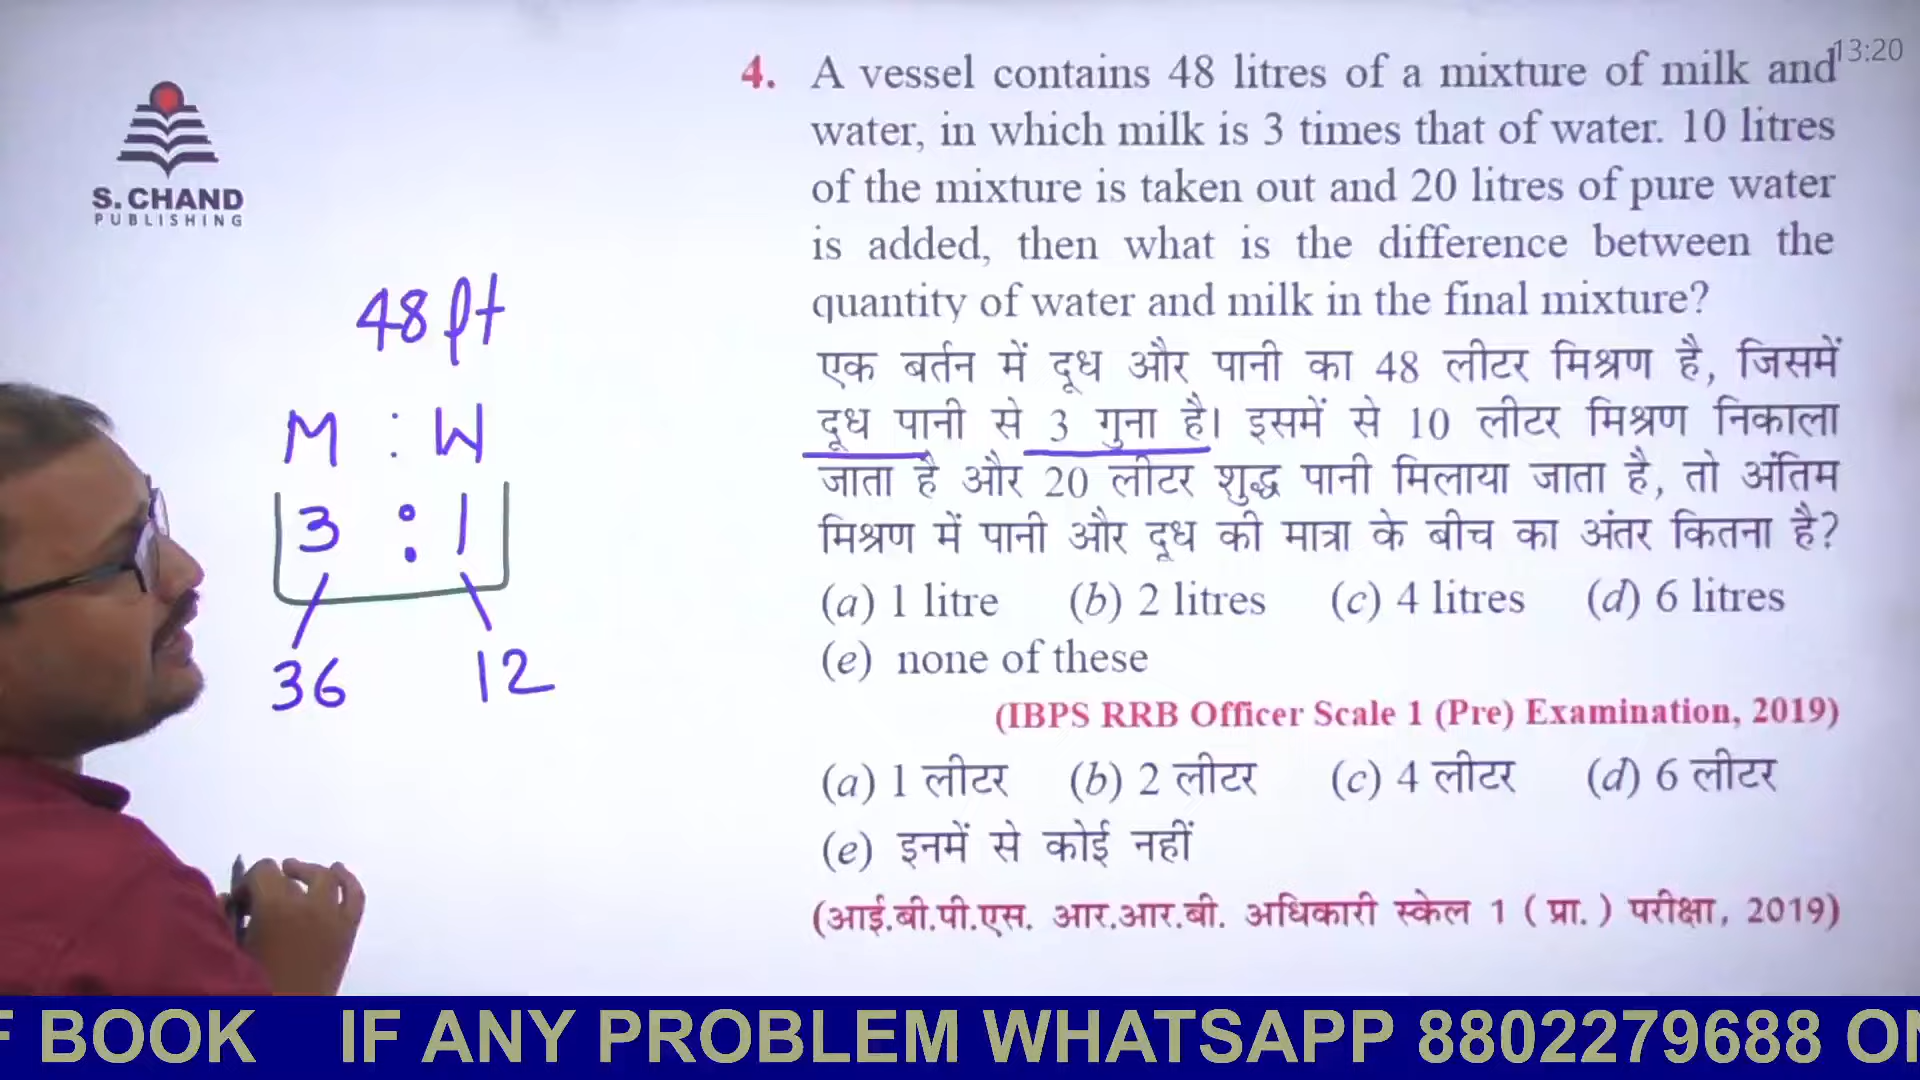 S. CHAND
PUBLISHING
13:20
4. A vessel contains 48 litres of a mixture of milk and
water, in which milk is 3 times that of water. 10 litres
of the mixture is taken out and 20 litres of pure water
is added, then what is the difference between the
quantity of water and milk in the final mixture?
एक बर्तन में दूध और पानी का 48 लीटर मिश्रण है, जिसमें
दूध पानी से 3 गुना है। इसमें से 10 लीटर मिश्रण निकाला
जाता है और 20 लीटर शुद्ध पानी मिलाया जाता है, तो अंतिम
मिश्रण में पानी और दूध की मात्रा के बीच का अंतर कितना है?
(a) 1 litre (b) 2 litres (c) 4 litres (d) 6 litres
(e) none of these
(IBPS RRB Officer Scale 1 (Pre) Examination, 2019)
(a) 1 लीटर (b) 2 लीटर (c) 4 लीटर (d) 6 लीटर
(e) इनमें से कोई नहीं
(आई.बी.पी.एस. आर.आर.बी. अधिकारी स्केल 1 ( प्रा. ) परीक्षा, 2019)
48 lt
M : W
3 : 1
36 12
F BOOK IF ANY PROBLEM WHATSAPP 8802279688 ON